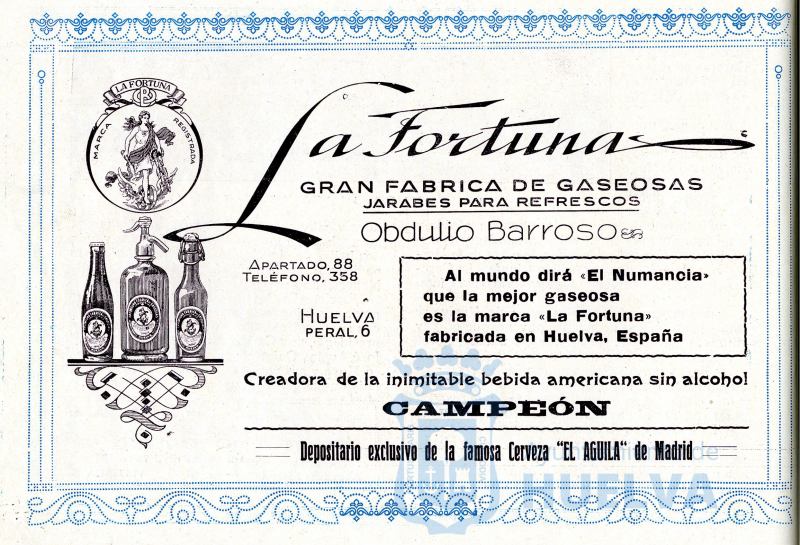 LA FORTUNA
MARCA REGISTRADA
La Fortuna
GRAN FABRICA DE GASEOSAS
JARABES PARA REFRESCOS
Obdulio Barroso
APARTADO, 88
TELÉFONO, 358
HUELVA
PERAL, 6
Al mundo dirá «El Numancia»
que la mejor gaseosa
es la marca «La Fortuna»
fabricada en Huelva, España
Creadora de la inimitable bebida americana sin alcohol
CAMPEÓN
Depositario exclusivo de la famosa Cerveza "EL AGUILA" de Madrid
Ayuntamiento de
HUELVA